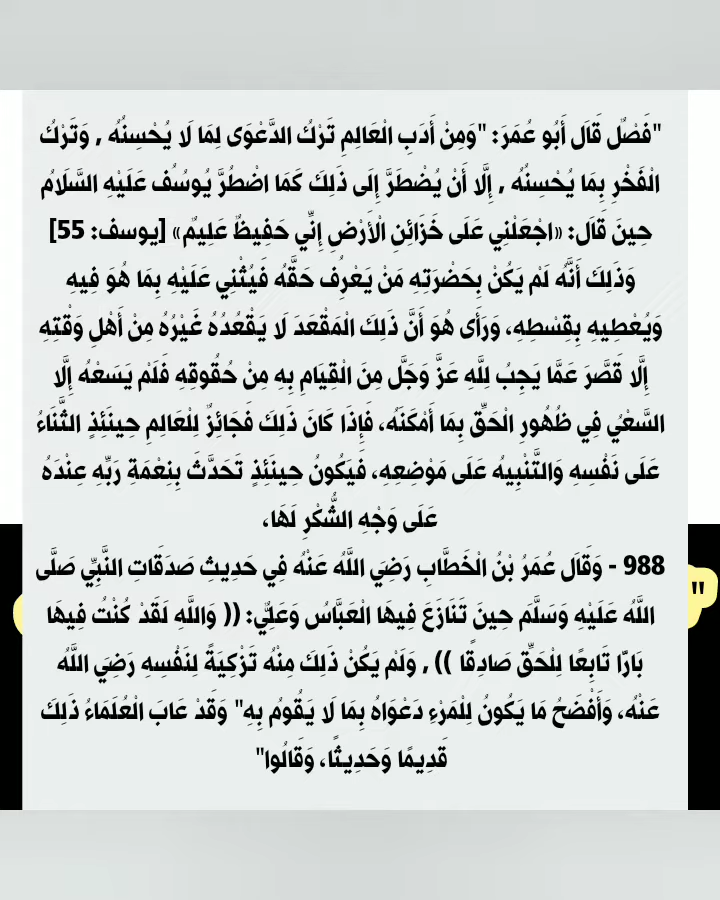 "فَصْلٌ قَالَ أَبُو عُمَرَ: "وَمِنْ أَدَبِ الْعَالِمِ تَرْكُ الدَّعْوَى لِمَا لَا يُحْسِنُهُ , وَتَرْكُ
الْفَخْرِ بِمَا يُحْسِنُهُ , إِلَّا أَنْ يُضْطَرَّ إِلَى ذَلِكَ كَمَا اضْطُرَّ يُوسُفُ عَلَيْهِ السَّلَامُ
حِينَ قَالَ: «اجْعَلْنِي عَلَى خَزَائِنِ الْأَرْضِ إِنِّي حَفِيظٌ عَلِيمٌ» [يوسف: 55]
وَذَلِكَ أَنَّهُ لَمْ يَكُنْ بِحَضْرَتِهِ مَنْ يَعْرِفُ حَقَّهُ فَيُثْنِي عَلَيْهِ بِمَا هُوَ فِيهِ
وَيُعْطِيهِ بِقِسْطِهِ، وَرَأَى هُوَ أَنَّ ذَلِكَ الْمَقْعَدَ لَا يَقْعُدُهُ غَيْرُهُ مِنْ أَهْلِ وَقْتِهِ
إِلَّا قَصَّرَ عَمَّا يَجِبُ لِلَّهِ عَزَّ وَجَلَّ مِنَ الْقِيَامِ بِهِ مِنْ حُقُوقِهِ فَلَمْ يَسَعْهُ إِلَّا
السَّعْيُ فِي ظُهُورِ الْحَقِّ بِمَا أَمْكَنَهُ، فَإِذَا كَانَ ذَلِكَ فَجَائِزٌ لِلْعَالِمِ حِينَئِذٍ الثَّنَاءُ
عَلَى نَفْسِهِ وَالتَّنْبِيهُ عَلَى مَوْضِعِهِ، فَيَكُونُ حِينَئِذٍ تَحَدَّثَ بِنِعْمَةِ رَبِّهِ عِنْدَهُ
عَلَى وَجْهِ الشُّكْرِ لَهَا،
988 - وَقَالَ عُمَرُ بْنُ الْخَطَّابِ رَضِيَ اللَّهُ عَنْهُ فِي حَدِيثِ صَدَقَاتِ النَّبِيِّ صَلَّى
اللَّهُ عَلَيْهِ وَسَلَّمَ حِينَ تَنَازَعَ فِيهَا الْعَبَّاسُ وَعَلِيٌّ: (( وَاللَّهِ لَقَدْ كُنْتُ فِيهَا
بَارًّا تَابِعًا لِلْحَقِّ صَادِقًا )) , وَلَمْ يَكُنْ ذَلِكَ مِنْهُ تَزْكِيَةً لِنَفْسِهِ رَضِيَ اللَّهُ
عَنْهُ، وَأَفْضَحُ مَا يَكُونُ لِلْمَرْءِ دَعْوَاهُ بِمَا لَا يَقُومُ بِهِ" وَقَدْ عَابَ الْعُلَمَاءُ ذَلِكَ
قَدِيمًا وَحَدِيثًا، وَقَالُوا"
"